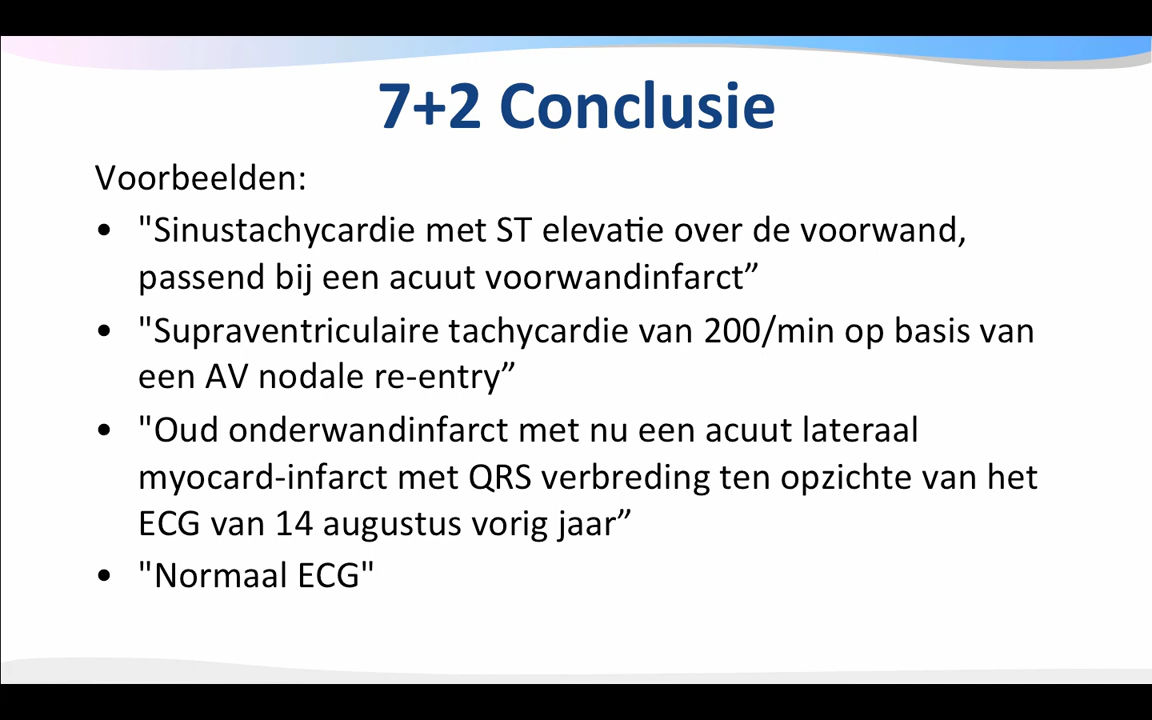 7+2 Conclusie
Voorbeelden:
• "Sinustachycardie met ST elevatie over de voorwand,
passend bij een acuut voorwandinfarct”
• "Supraventriculaire tachycardie van 200/min op basis van
een AV nodale re-entry”
• "Oud onderwandinfarct met nu een acuut lateraal
myocard-infarct met QRS verbreding ten opzichte van het
ECG van 14 augustus vorig jaar”
• "Normaal ECG"